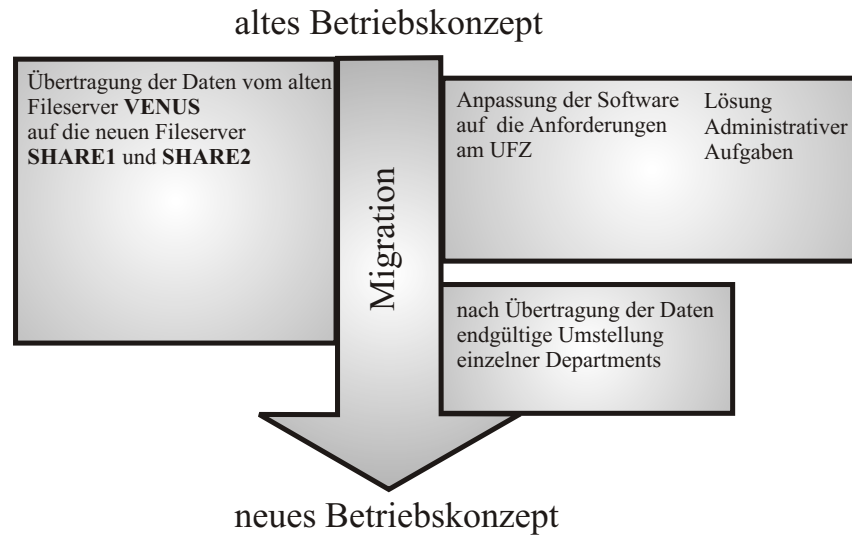 altes Betriebskonzept
Übertragung der Daten vom alten
Fileserver VENUS
auf die neuen Fileserver
SHARE1 und SHARE2
Migration
Anpassung der Software
auf die Anforderungen
am UFZ
Lösung
Administrativer
Aufgaben
nach Übertragung der Daten
endgültige Umstellung
einzelner Departments
neues Betriebskonzept